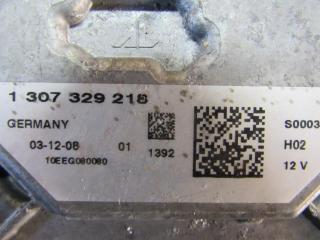 1 307 329 218
GERMANY S0003
03-12-08 01 1392 H02
10EEG080080 12 V